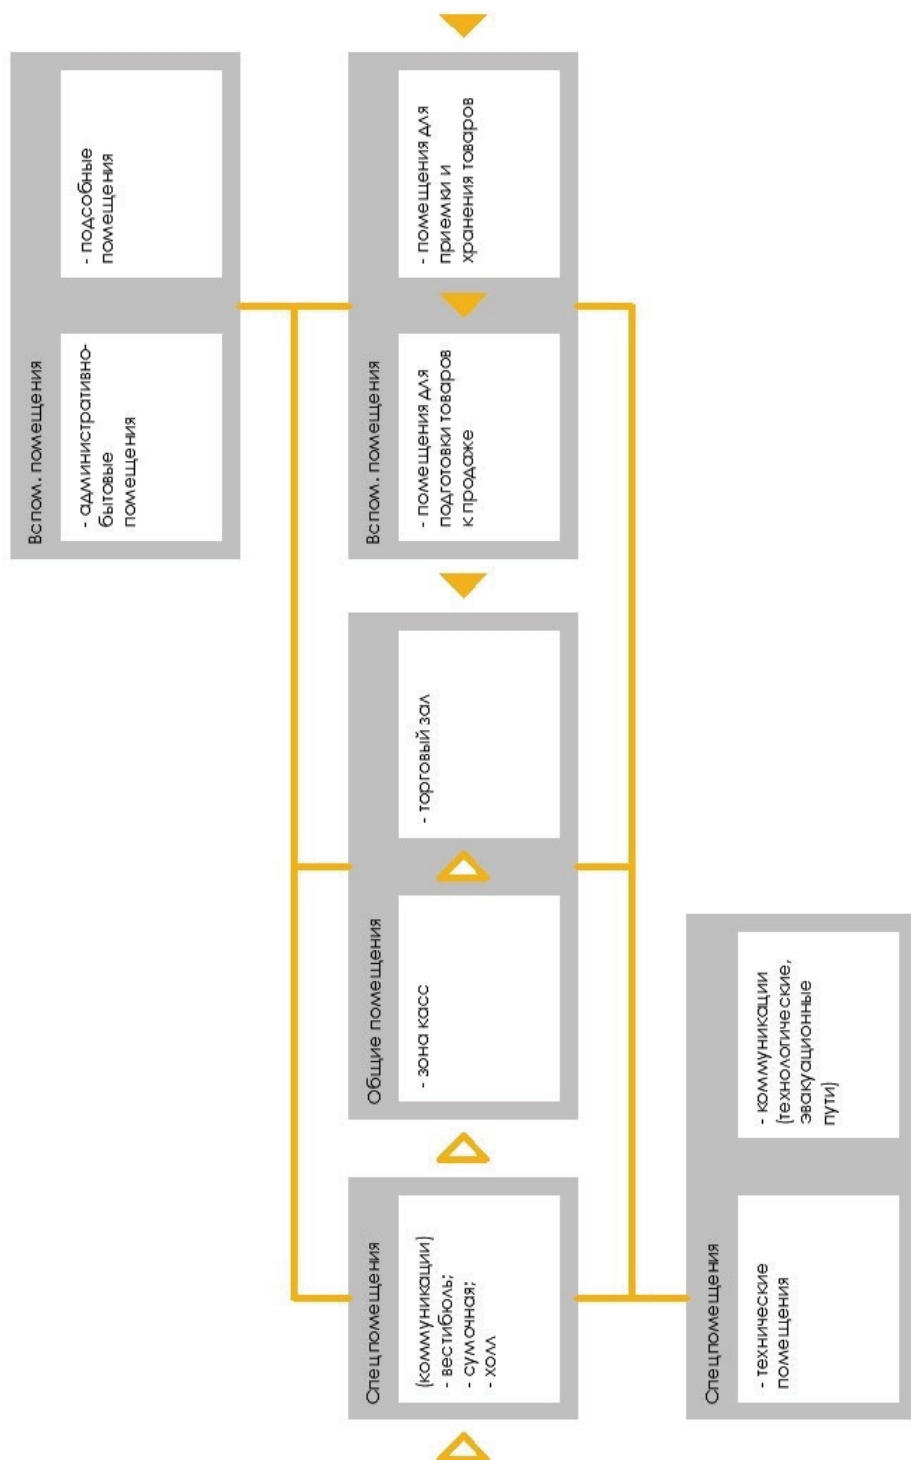 Вспом. помещения
- административно-
бытовые
помещения
- подсобные
помещения
Спецпомещения
(коммуникации)
- вестибюль;
- сумочная;
- холл
Общие помещения
- зона касс
- торговый зал
Вспом. помещения
- помещения для
подготовки товаров
к продаже
- помещения для
приемки и
хранения товаров
Спецпомещения
- технические
помещения
- коммуникации
(технологические,
эвакуационные
пути)